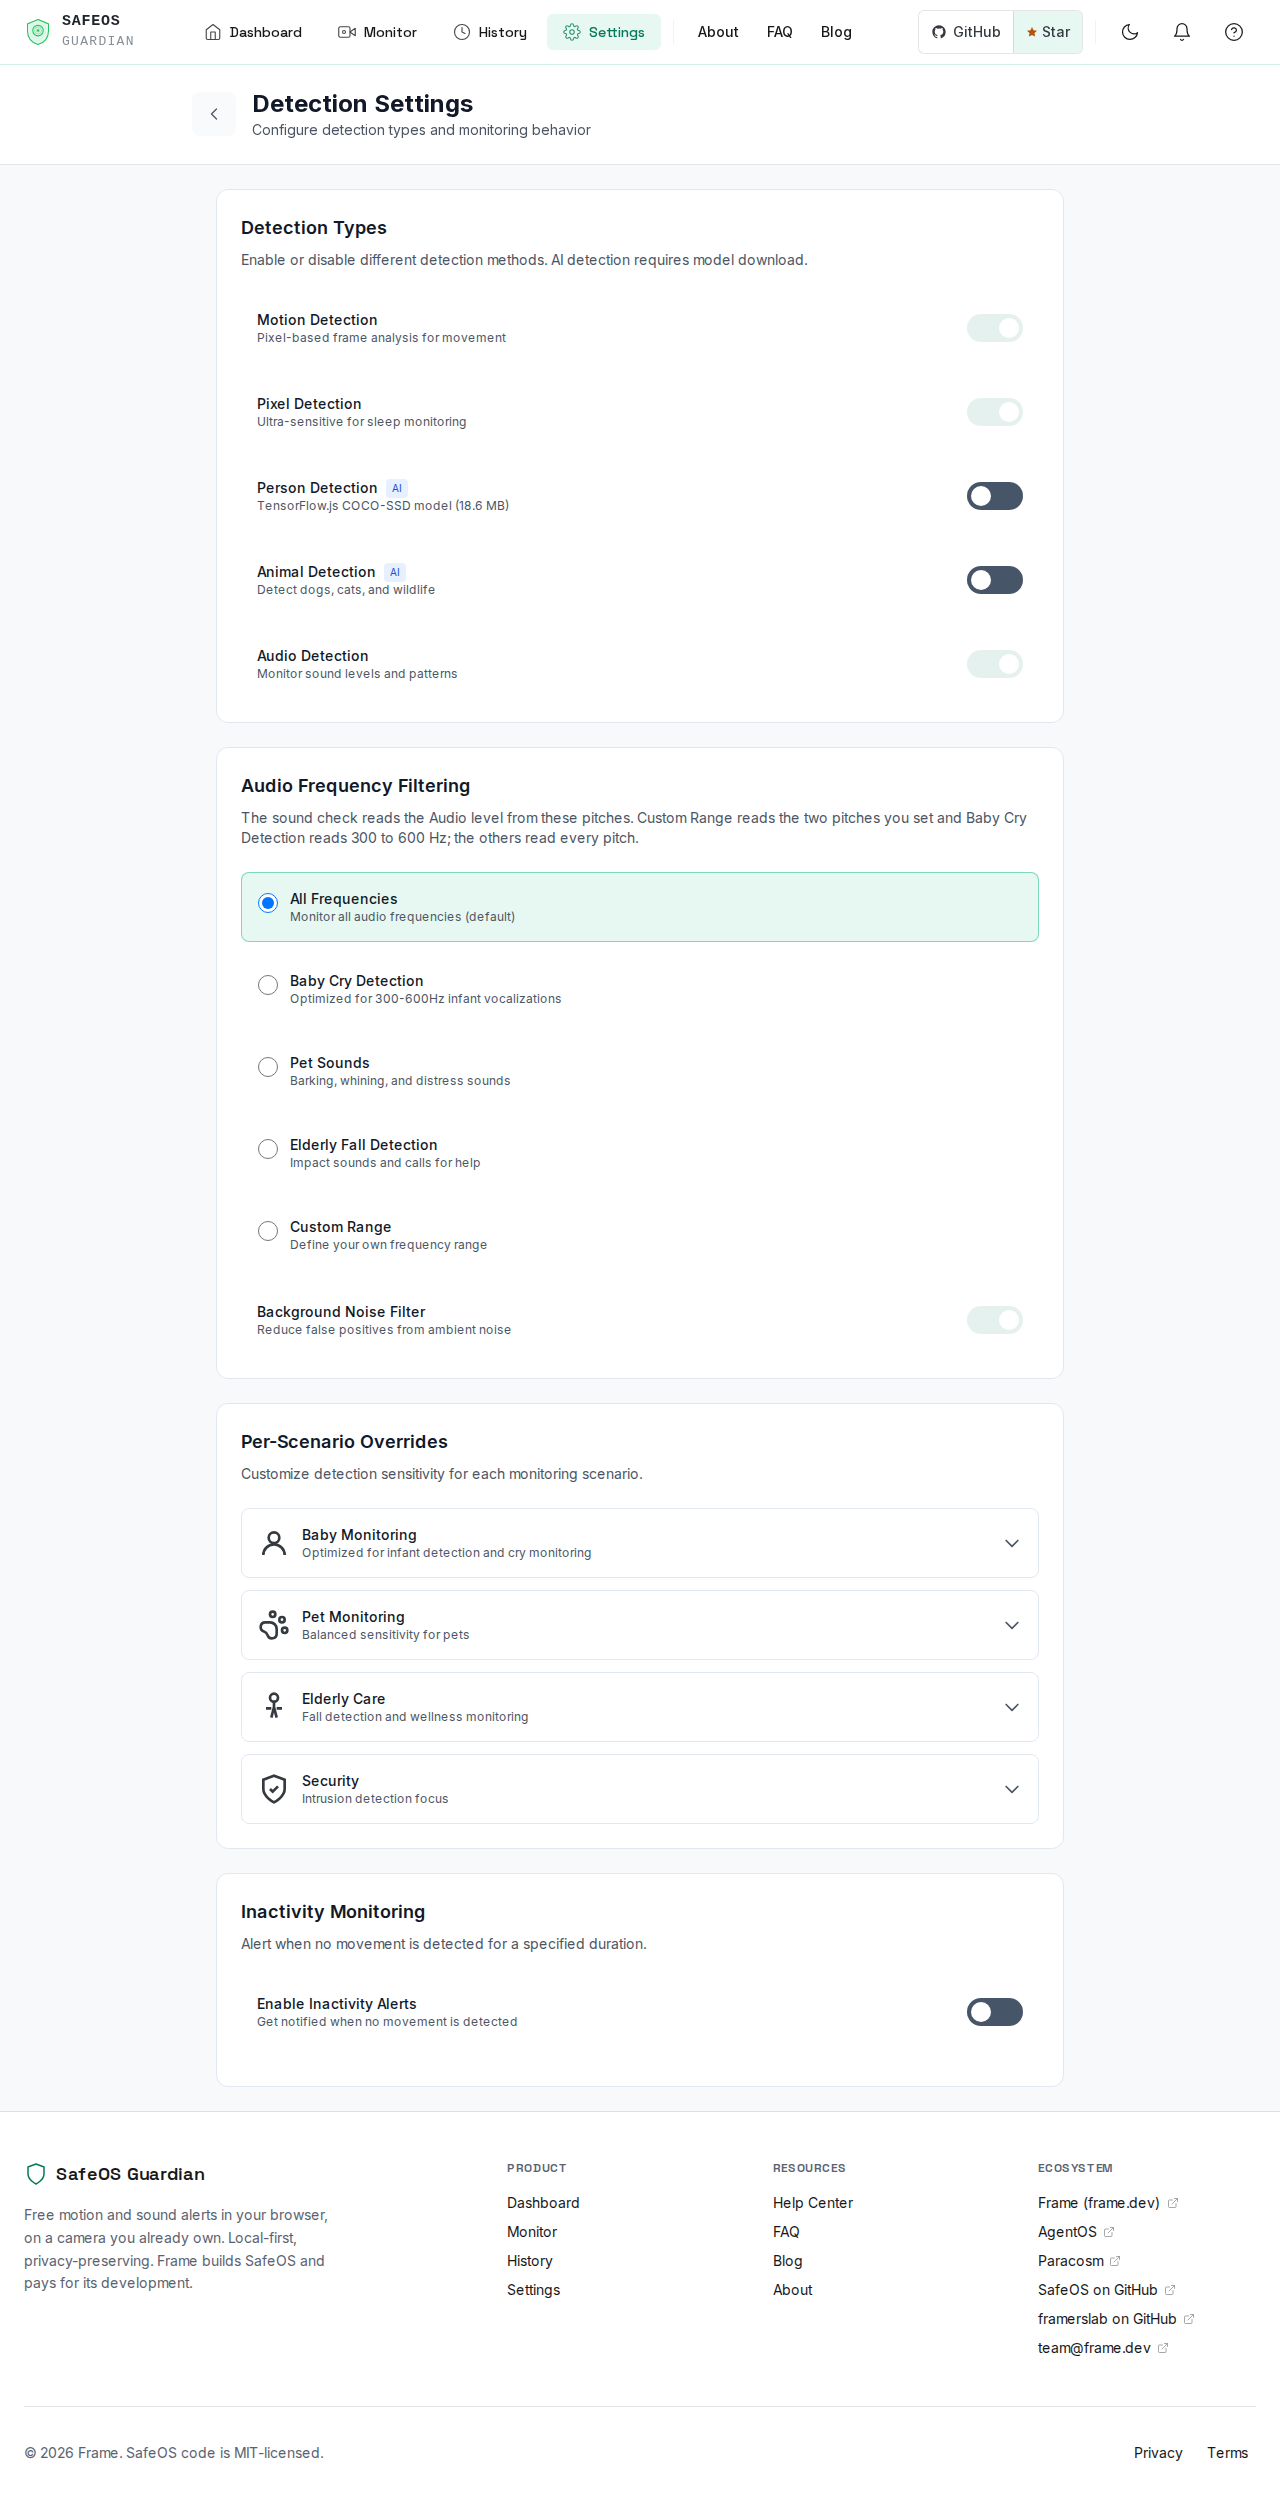 SAFEOS
GUARDIAN
Dashboard
Monitor
History
Settings
About
FAQ
Blog
GitHub
Star
Detection Settings
Configure detection types and monitoring behavior
Detection Types
Enable or disable different detection methods. AI detection requires model download.
Motion Detection
Pixel-based frame analysis for movement
Pixel Detection
Ultra-sensitive for sleep monitoring
Person Detection AI
TensorFlow.js COCO-SSD model (18.6 MB)
Animal Detection AI
Detect dogs, cats, and wildlife
Audio Detection
Monitor sound levels and patterns
Audio Frequency Filtering
The sound check reads the Audio level from these pitches. Custom Range reads the two pitches you set and Baby Cry
Detection reads 300 to 600 Hz; the others read every pitch.
All Frequencies
Monitor all audio frequencies (default)
Baby Cry Detection
Optimized for 300-600Hz infant vocalizations
Pet Sounds
Barking, whining, and distress sounds
Elderly Fall Detection
Impact sounds and calls for help
Custom Range
Define your own frequency range
Background Noise Filter
Reduce false positives from ambient noise
Per-Scenario Overrides
Customize detection sensitivity for each monitoring scenario.
Baby Monitoring
Optimized for infant detection and cry monitoring
Pet Monitoring
Balanced sensitivity for pets
Elderly Care
Fall detection and wellness monitoring
Security
Intrusion detection focus
Inactivity Monitoring
Alert when no movement is detected for a specified duration.
Enable Inactivity Alerts
Get notified when no movement is detected
SafeOS Guardian
Free motion and sound alerts in your browser,
on a camera you already own. Local-first,
privacy-preserving. Frame builds SafeOS and
pays for its development.
PRODUCT
Dashboard
Monitor
History
Settings
RESOURCES
Help Center
FAQ
Blog
About
ECOSYSTEM
Frame (frame.dev)
AgentOS
Paracosm
SafeOS on GitHub
framerslab on GitHub
team@frame.dev
© 2026 Frame. SafeOS code is MIT-licensed.
Privacy
Terms